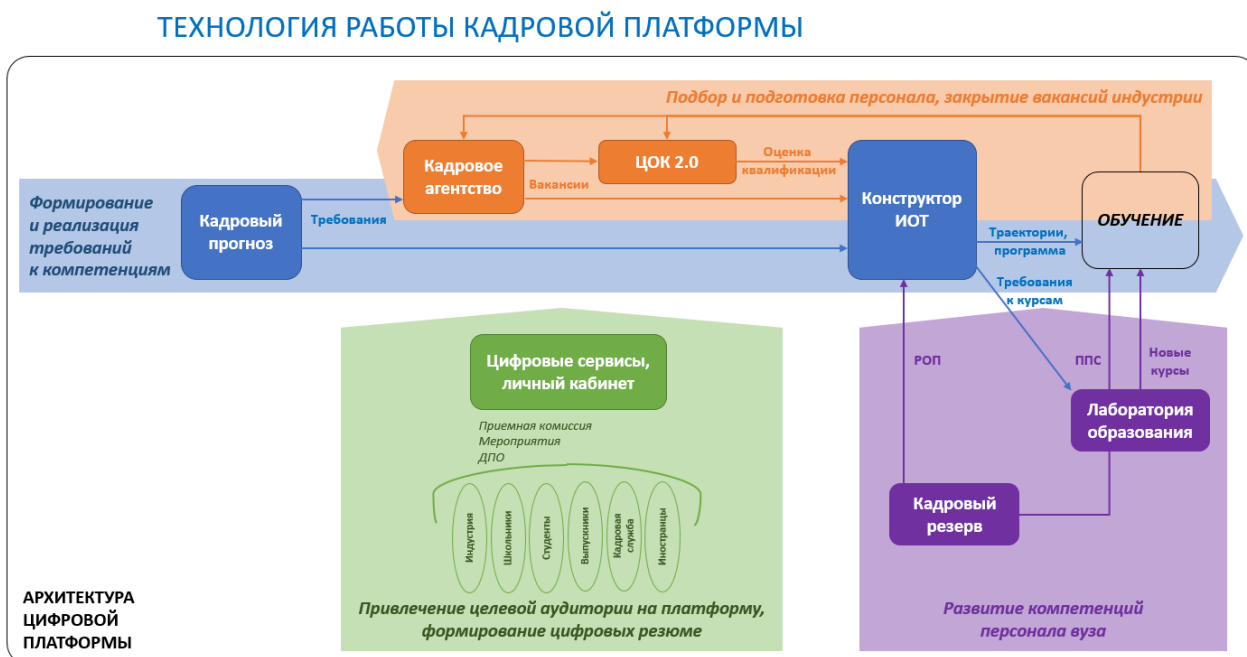 ТЕХНОЛОГИЯ РАБОТЫ КАДРОВОЙ ПЛАТФОРМЫ
Подбор и подготовка персонала, закрытие вакансий индустрии
Кадровое
агентство
Вакансии
ЦОК 2.0
Оценка
квалификации
Формирование
и реализация
требований
к компетенциям
Кадровый
прогноз
Требования
Конструктор
ИОТ
Траектории,
программа
Требования
к курсам
ОБУЧЕНИЕ
Цифровые сервисы,
личный кабинет
Приемная комиссия
Мероприятия
ДПО
Индустрия
Школьники
Студенты
Выпускники
Кадровая
служба
Иностранцы
Привлечение целевой аудитории на платформу,
формирование цифровых резюме
РОП
ППС
Новые
курсы
Лаборатория
образования
Кадровый
резерв
Развитие компетенций
персонала вуза
АРХИТЕКТУРА
ЦИФРОВОЙ
ПЛАТФОРМЫ